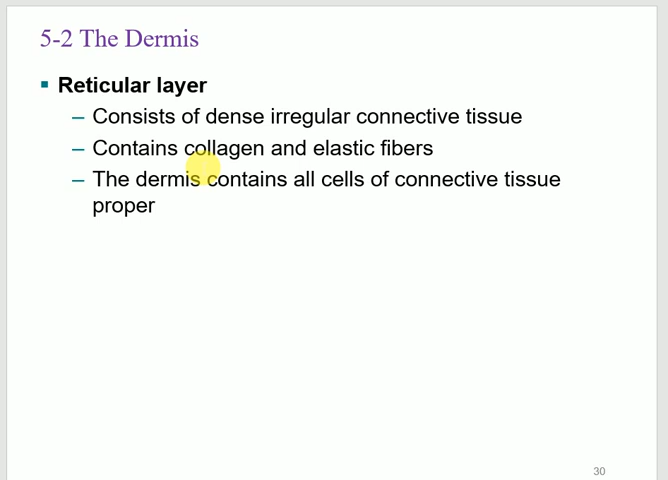 5-2 The Dermis
Reticular layer
– Consists of dense irregular connective tissue
– Contains collagen and elastic fibers
– The dermis contains all cells of connective tissue
proper
30